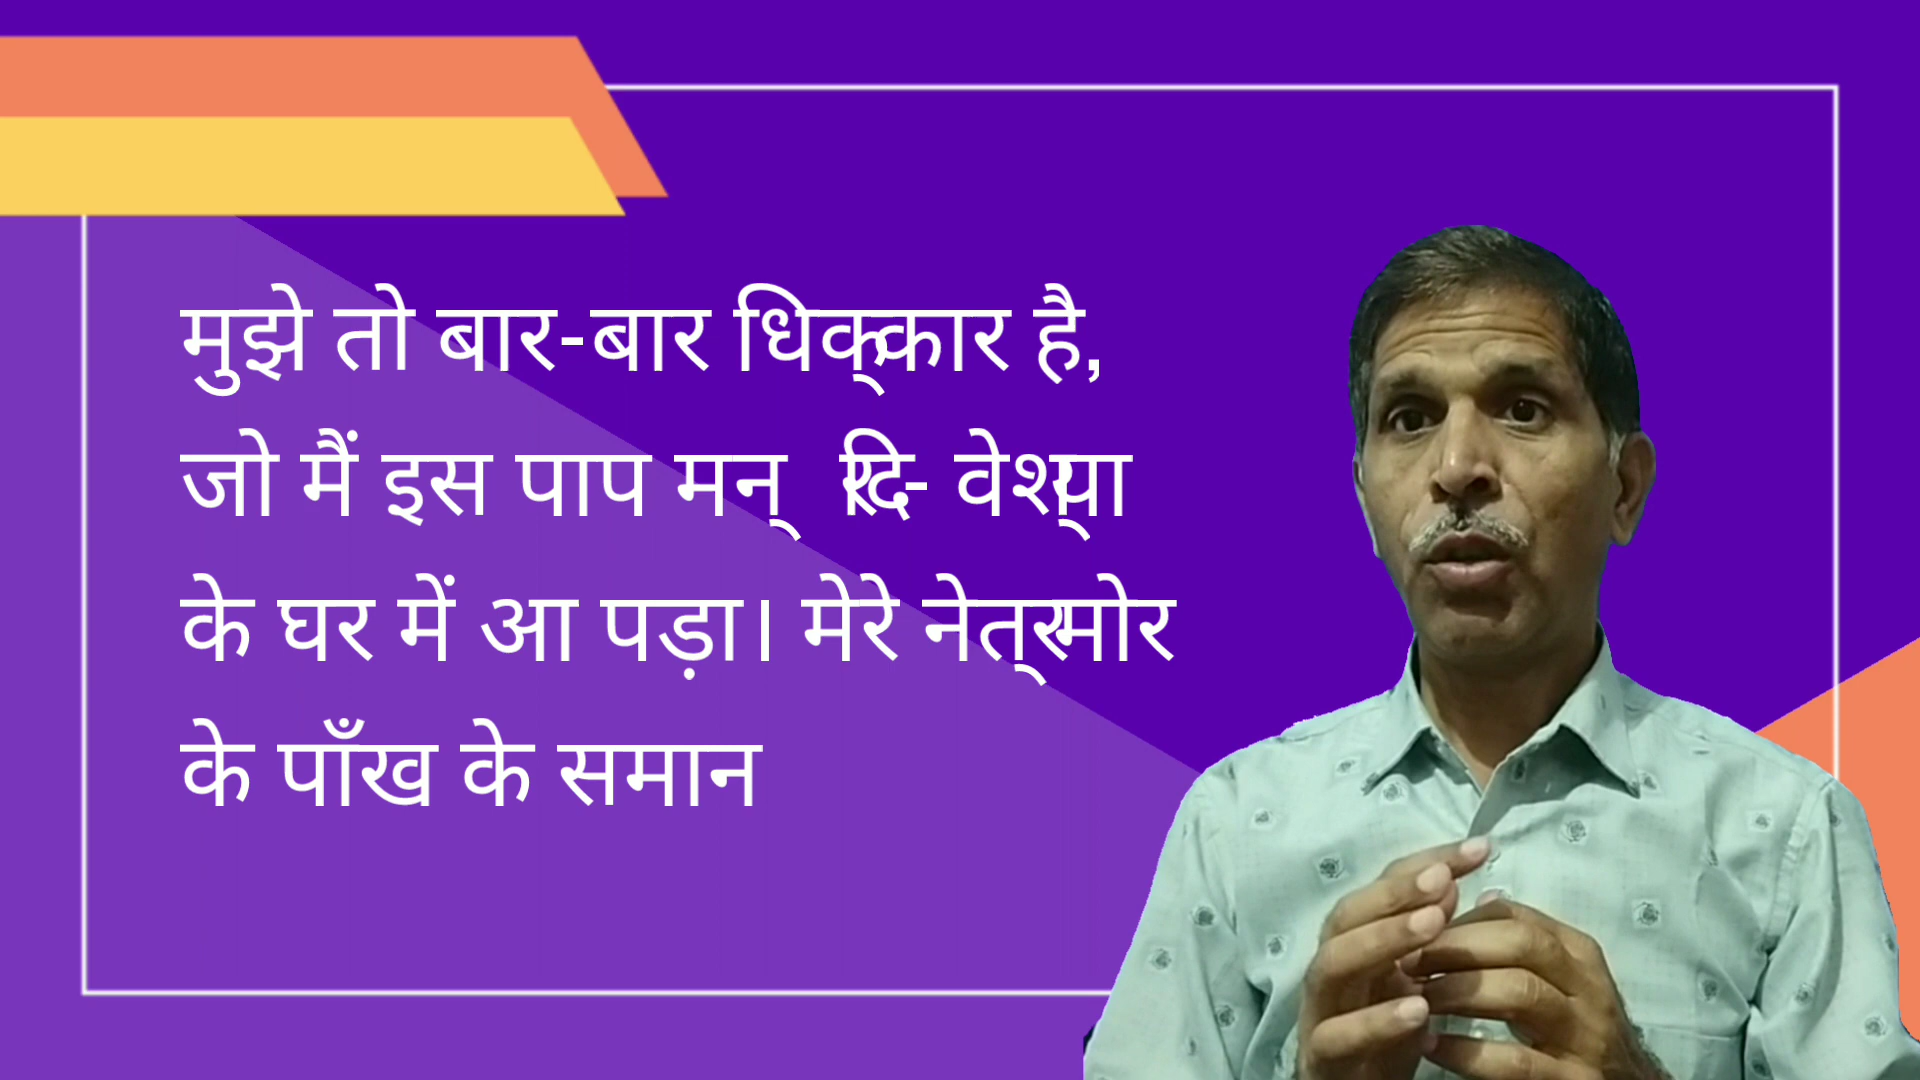 मुझे तो बार-बार धिक्कार है,
जो मैं इस पाप मन्दिर- वेश्या
के घर में आ पड़ा। मेरे नेत्र मोर
के पाँख के समान